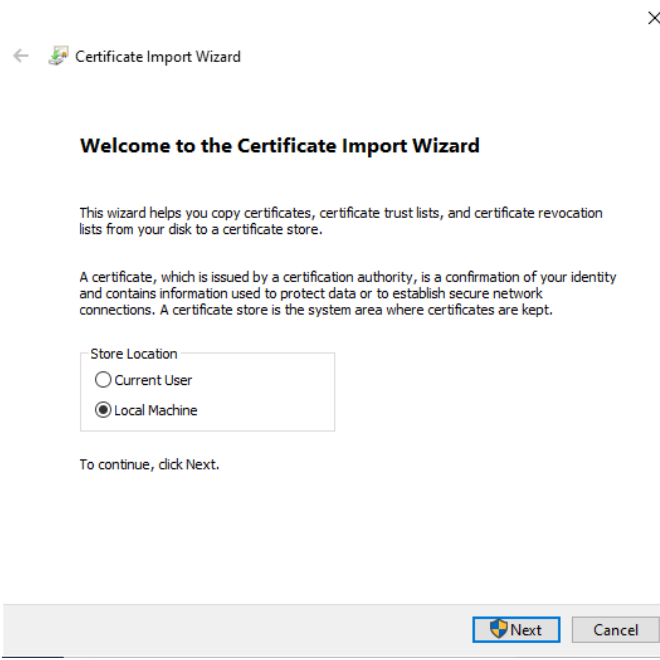 Certificate Import Wizard
Welcome to the Certificate Import Wizard
This wizard helps you copy certificates, certificate trust lists, and certificate revocation
lists from your disk to a certificate store.
A certificate, which is issued by a certification authority, is a confirmation of your identity
and contains information used to protect data or to establish secure network
connections. A certificate store is the system area where certificates are kept.
Store Location
Current User
Local Machine
To continue, click Next.
Next
Cancel